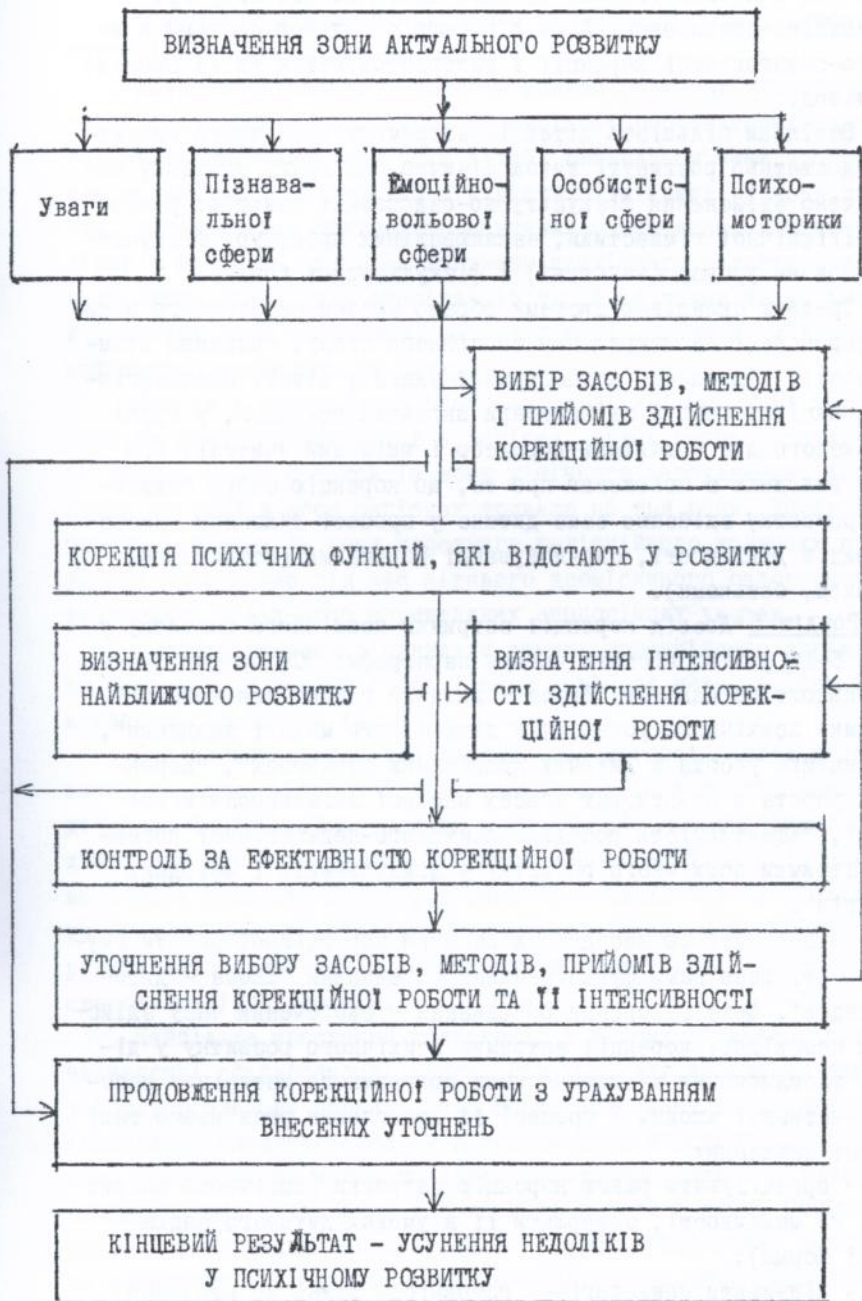 ВИЗНАЧЕННЯ ЗОНИ АКТУАЛЬНОГО РОЗВИТКУ
Уваги
Пізнава-
льної
сфери
Емоційно-
вольової
сфери
Особистіс-
ної сфери
Психо-
моторики
ВИБІР ЗАСОБІВ, МЕТОДІВ
І ПРИЙОМІВ ЗДІЙСНЕННЯ
КОРЕКЦІЙНОЇ РОБОТИ
КОРЕКЦІЯ ПСИХІЧНИХ ФУНКЦІЙ, ЯКІ ВІДСТАЮТЬ У РОЗВИТКУ
ВИЗНАЧЕННЯ ЗОНИ
НАЙБЛИЖЧОГО РОЗВИТКУ
ВИЗНАЧЕННЯ ІНТЕНСИВНО-
СТІ ЗДІЙСНЕННЯ КОРЕК-
ЦІЙНОЇ РОБОТИ
КОНТРОЛЬ ЗА ЕФЕКТИВНІСТЮ КОРЕКЦІЙНОЇ РОБОТИ
УТОЧНЕННЯ ВИБОРУ ЗАСОБІВ, МЕТОДІВ, ПРИЙОМІВ ЗДІЙ-
СНЕННЯ КОРЕКЦІЙНОЇ РОБОТИ ТА ЇЇ ІНТЕНСИВНОСТІ
ПРОДОВЖЕННЯ КОРЕКЦІЙНОЇ РОБОТИ З УРАХУВАННЯМ
ВНЕСЕНИХ УТОЧНЕНЬ
КІНЦЕВИЙ РЕЗУЛЬТАТ - УСУНЕННЯ НЕДОЛІКІВ
У ПСИХІЧНОМУ РОЗВИТКУ